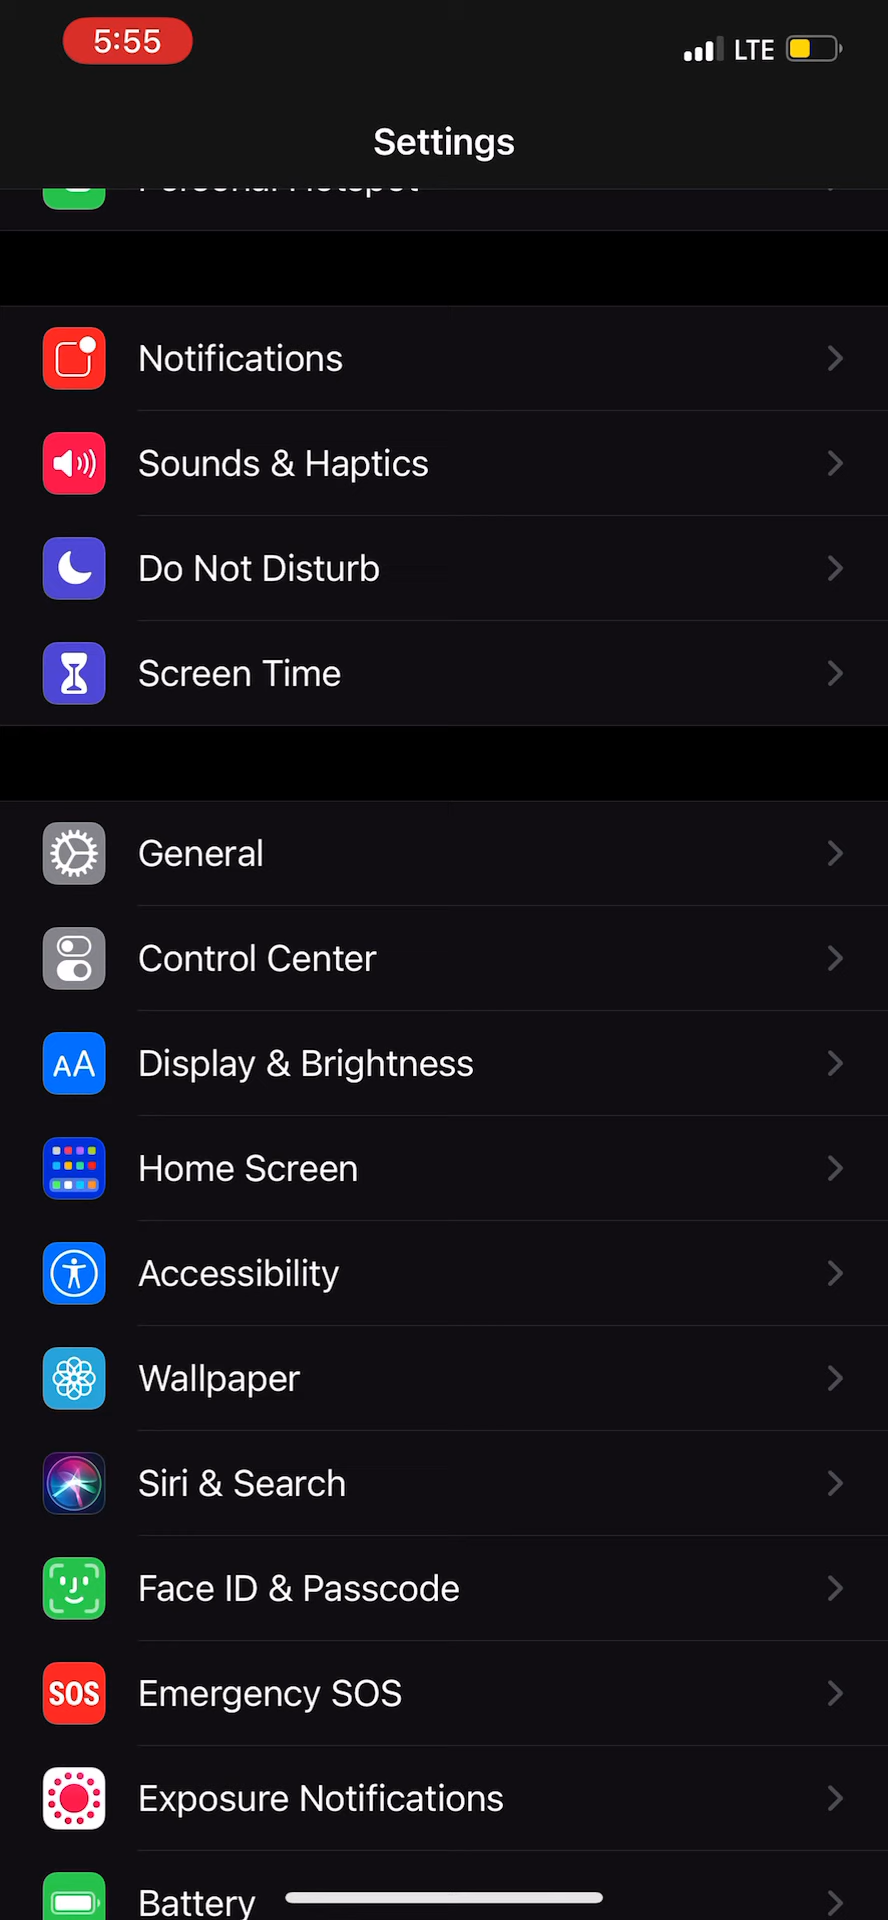 5:55
LTE
Settings
Personal Hotspot
Notifications
Sounds & Haptics
Do Not Disturb
Screen Time
General
Control Center
AA
Display & Brightness
Home Screen
Accessibility
Wallpaper
Siri & Search
Face ID & Passcode
SOS
Emergency SOS
Exposure Notifications
Battery